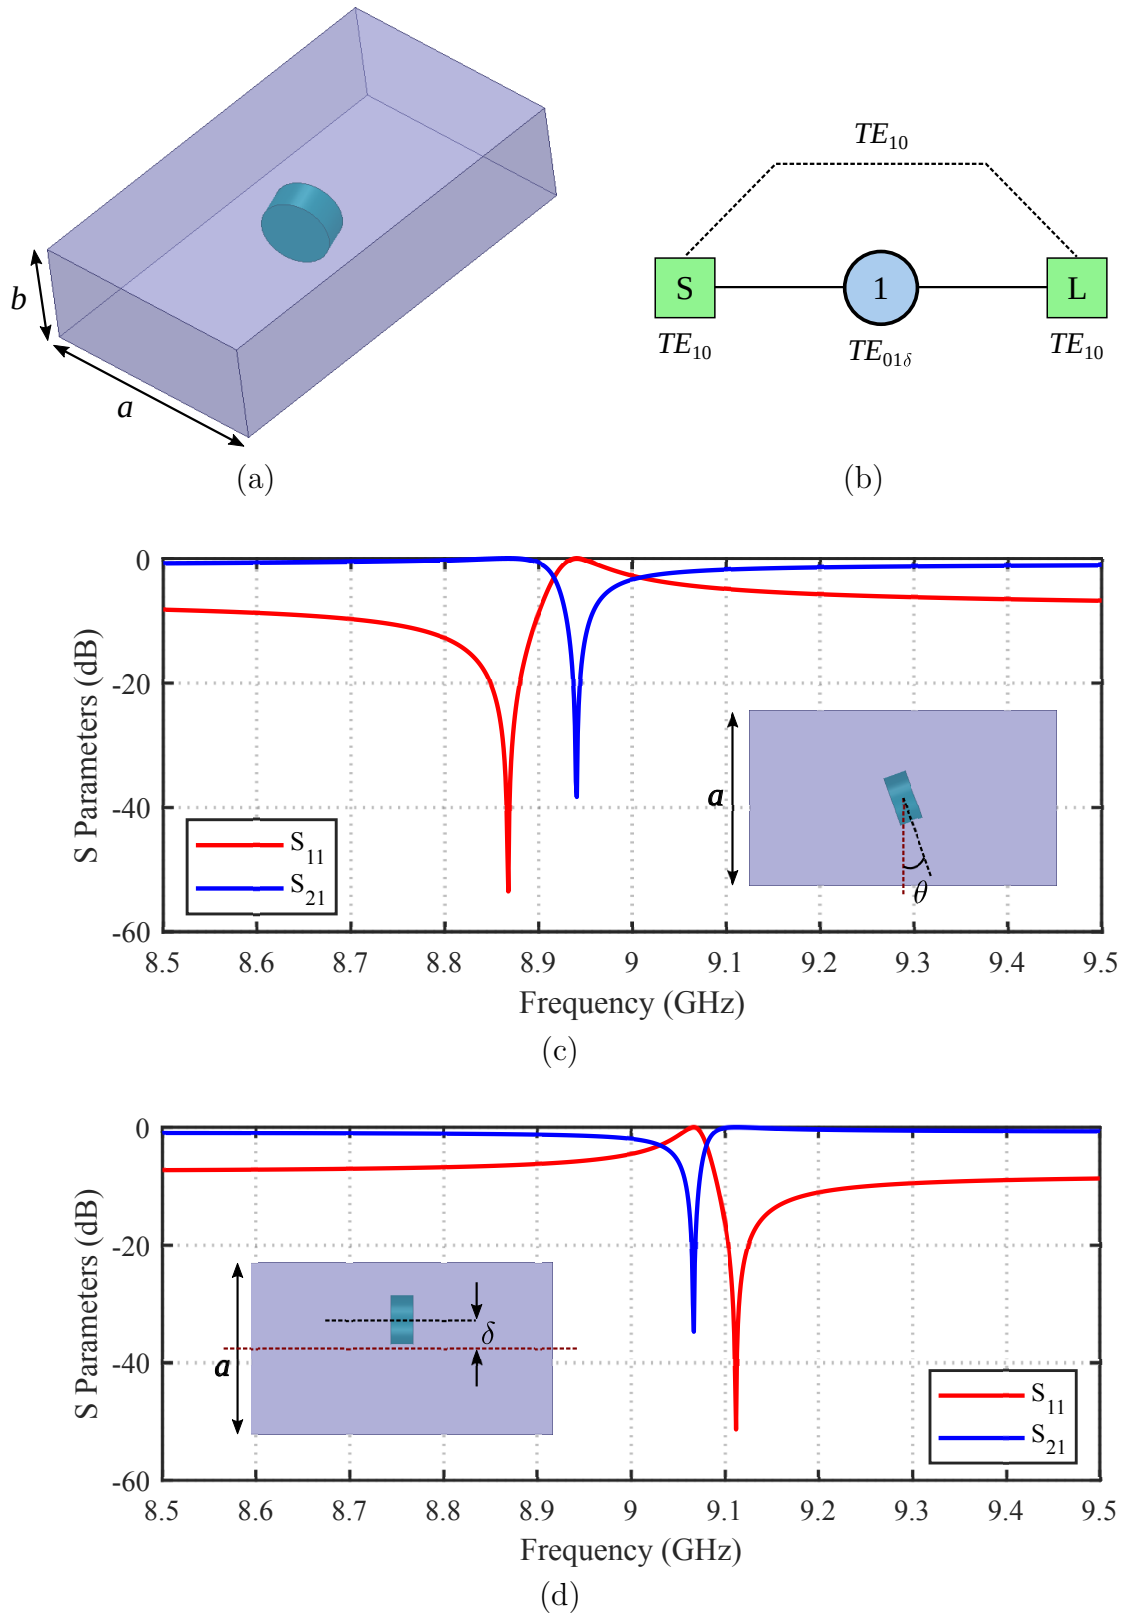 b
a
(a)
TE10
S
1
L
TE10
TE01δ
TE10
(b)
0
-20
-40
-60
S Parameters (dB)
S11
S21
a
θ
8.5 8.6 8.7 8.8 8.9 9 9.1 9.2 9.3 9.4 9.5
Frequency (GHz)
(c)
0
-20
-40
-60
S Parameters (dB)
a
δ
S11
S21
8.5 8.6 8.7 8.8 8.9 9 9.1 9.2 9.3 9.4 9.5
Frequency (GHz)
(d)